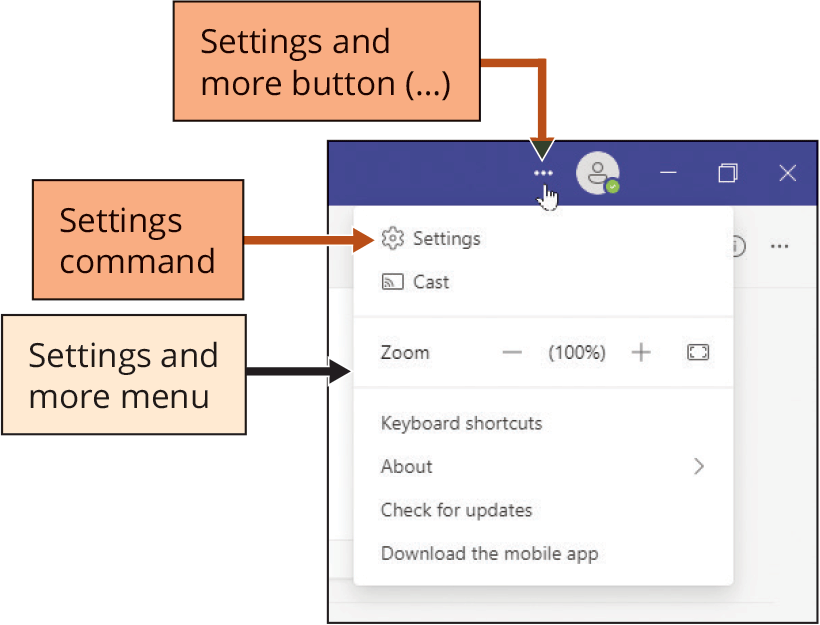 Settings and
more button (...)
Settings
command
Settings and
more menu
Settings
Cast
Zoom
(100%)
Keyboard shortcuts
About
Check for updates
Download the mobile app